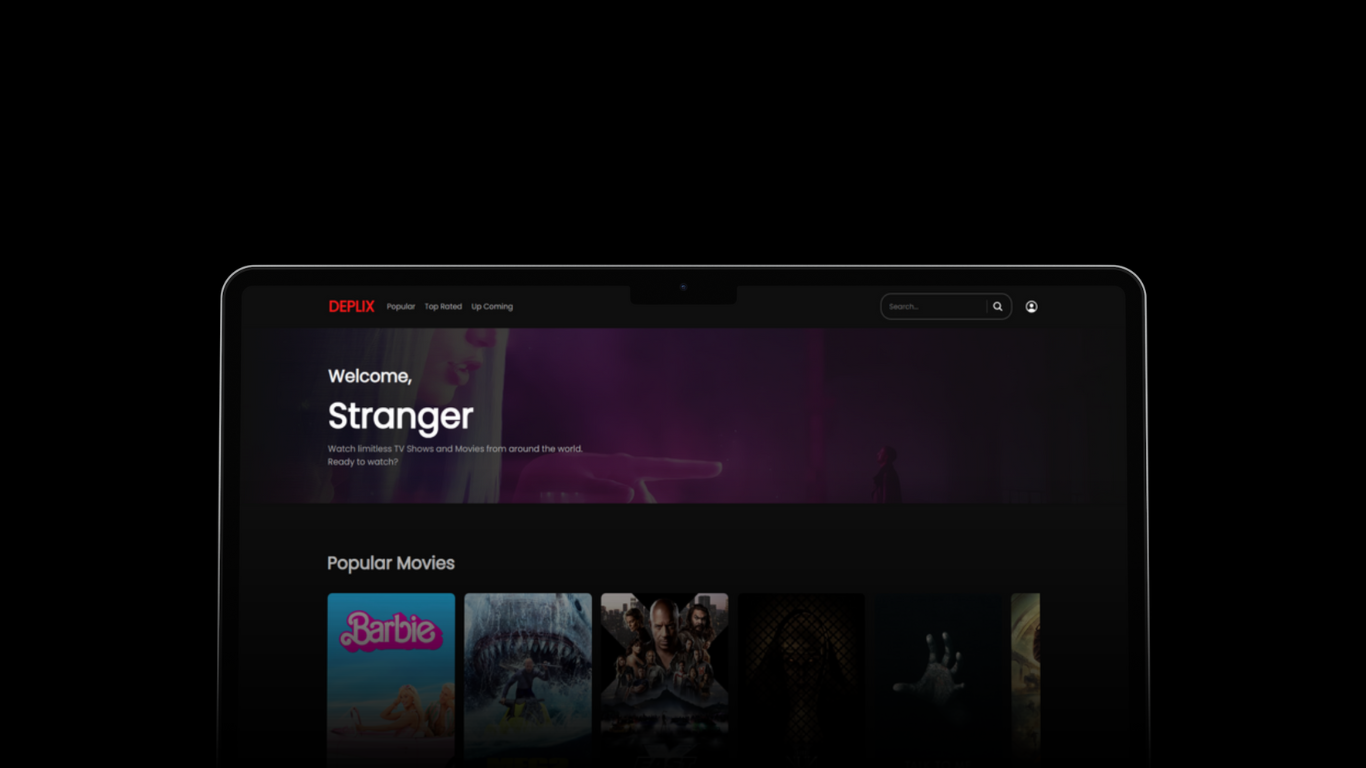 DEPLIX Popular Top Rated Up Coming Search...
Welcome,
Stranger
Watch limitless TV Shows and Movies from around the world.
Ready to watch?
Popular Movies
Barbie